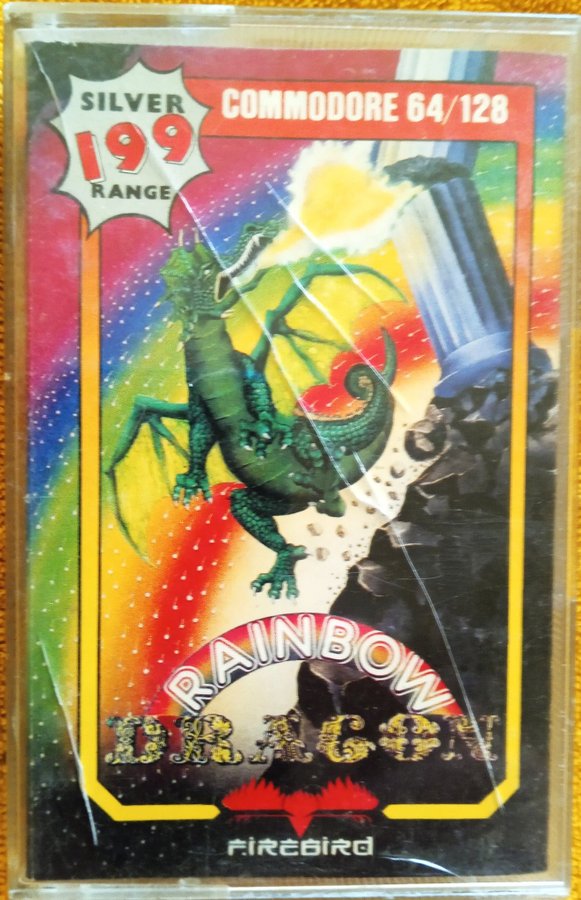 SILVER
199
RANGE
COMMODORE 64/128
RAINBOW
DRAGON
FIREBIRD